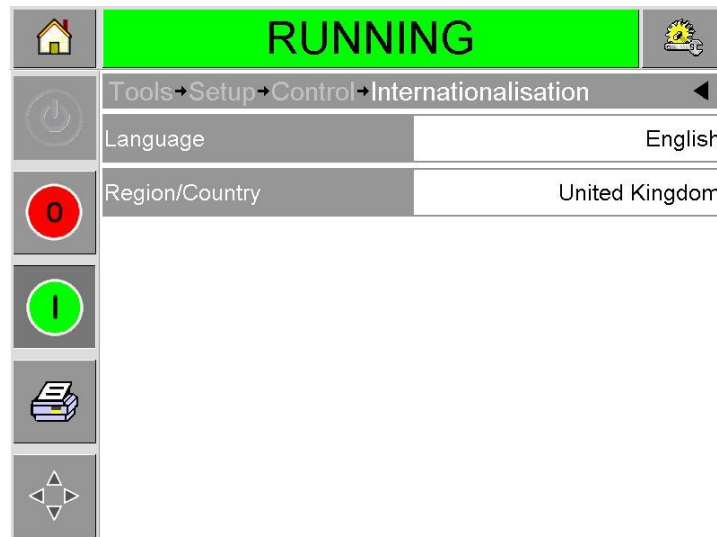 RUNNING
Tools→Setup→Control→Internationalisation
Language English
Region/Country United Kingdom
0
I